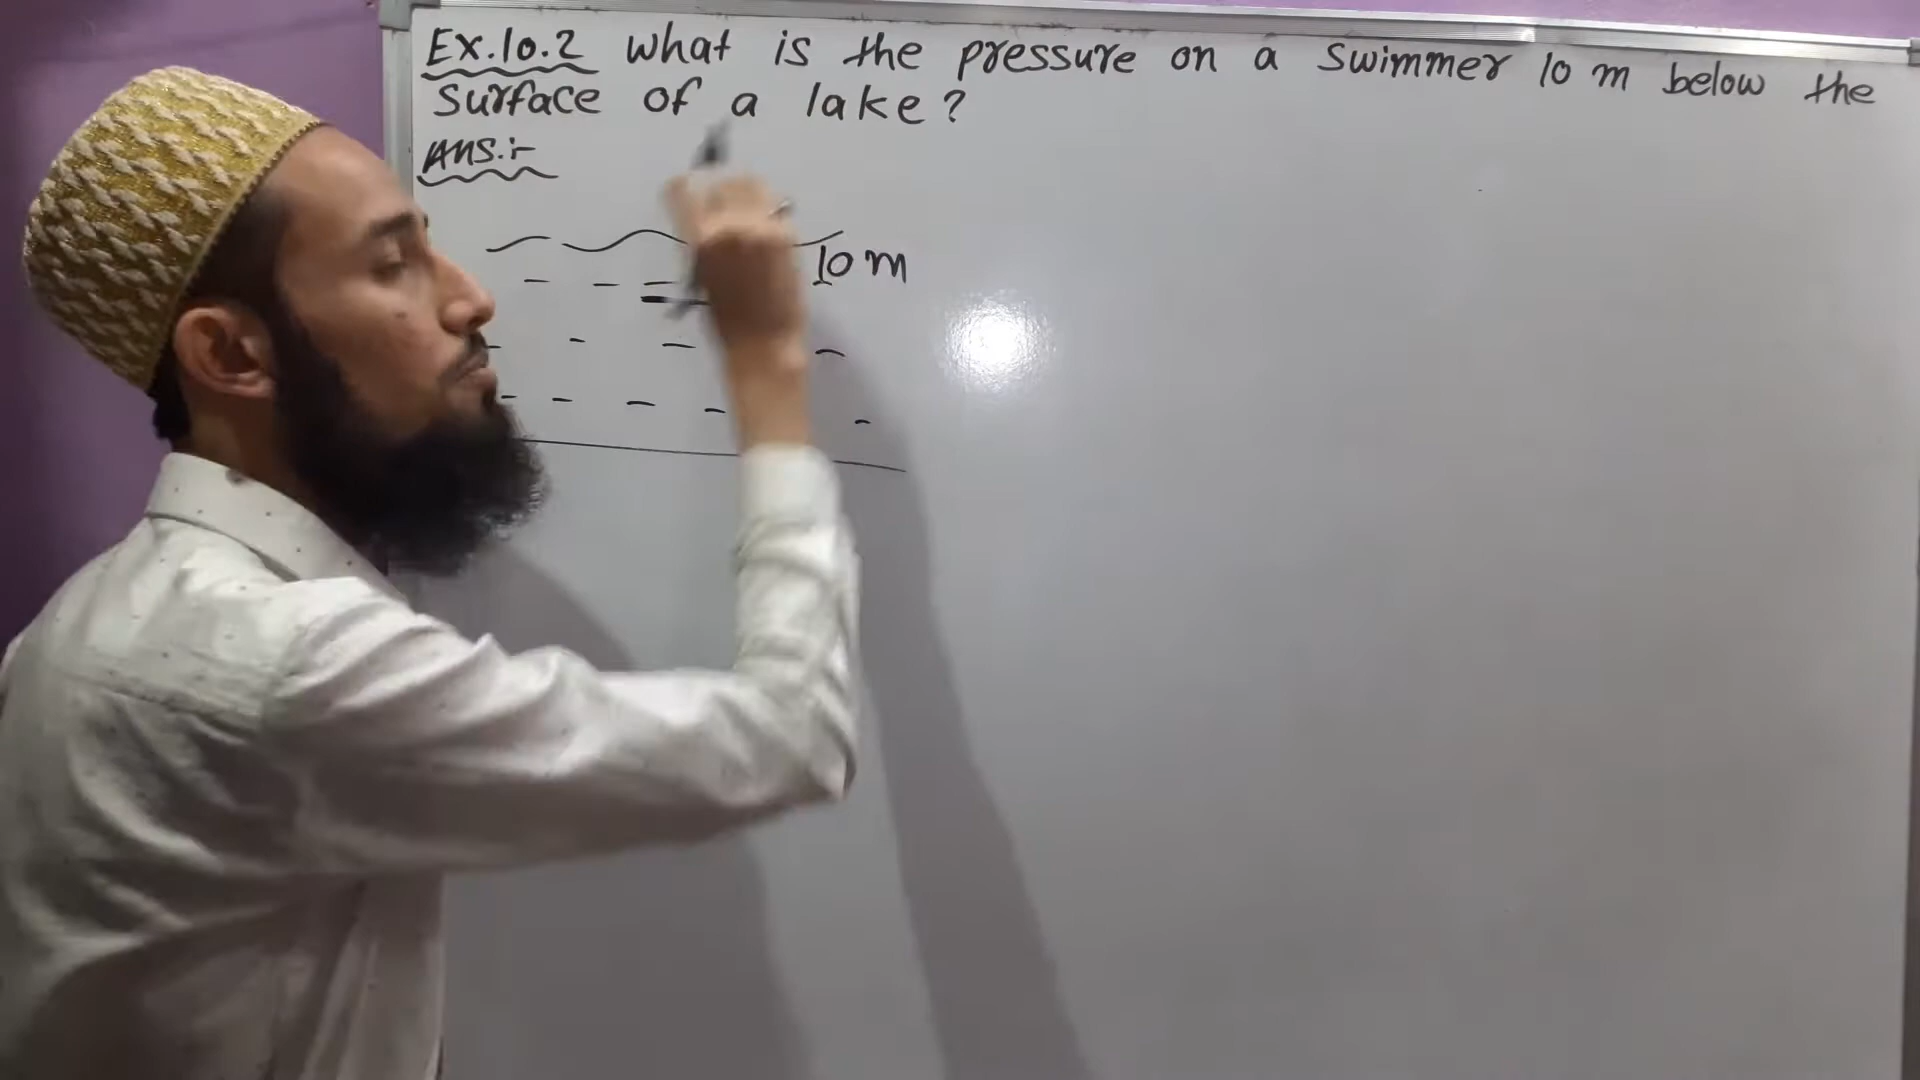 Ex.10.2 What is the pressure on a swimmer 10 m below the
surface of a lake?
Ans.:-
10 m